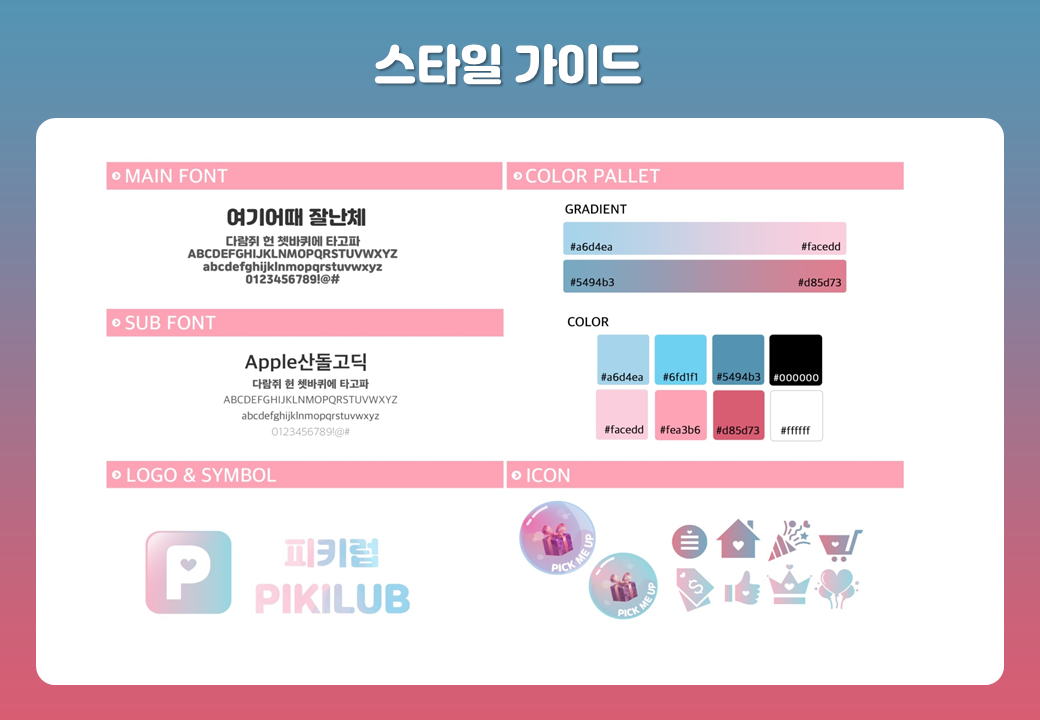 스타일 가이드
MAIN FONT
여기어때 잘난체
다람쥐 헌 쳇바퀴에 타고파
ABCDEFGHIJKLNMOPQRSTUVWXYZ
abcdefghijklnmopqrstuvwxyz
0123456789!@#
SUB FONT
Apple산돌고딕
다람쥐 헌 쳇바퀴에 타고파
ABCDEFGHIJKLNMOPQRSTUVWXYZ
abcdefghijklnmopqrstuvwxyz
0123456789!@#
COLOR PALLET
GRADIENT
#a6d4ea #facedd
#5494b3 #d85d73
COLOR
#a6d4ea #6fd1f1 #5494b3 #000000
#facedd #fea3b6 #d85d73 #ffffff
LOGO & SYMBOL
P
피키럽
PIKILUB
ICON
PICK ME UP
PICK ME UP
$